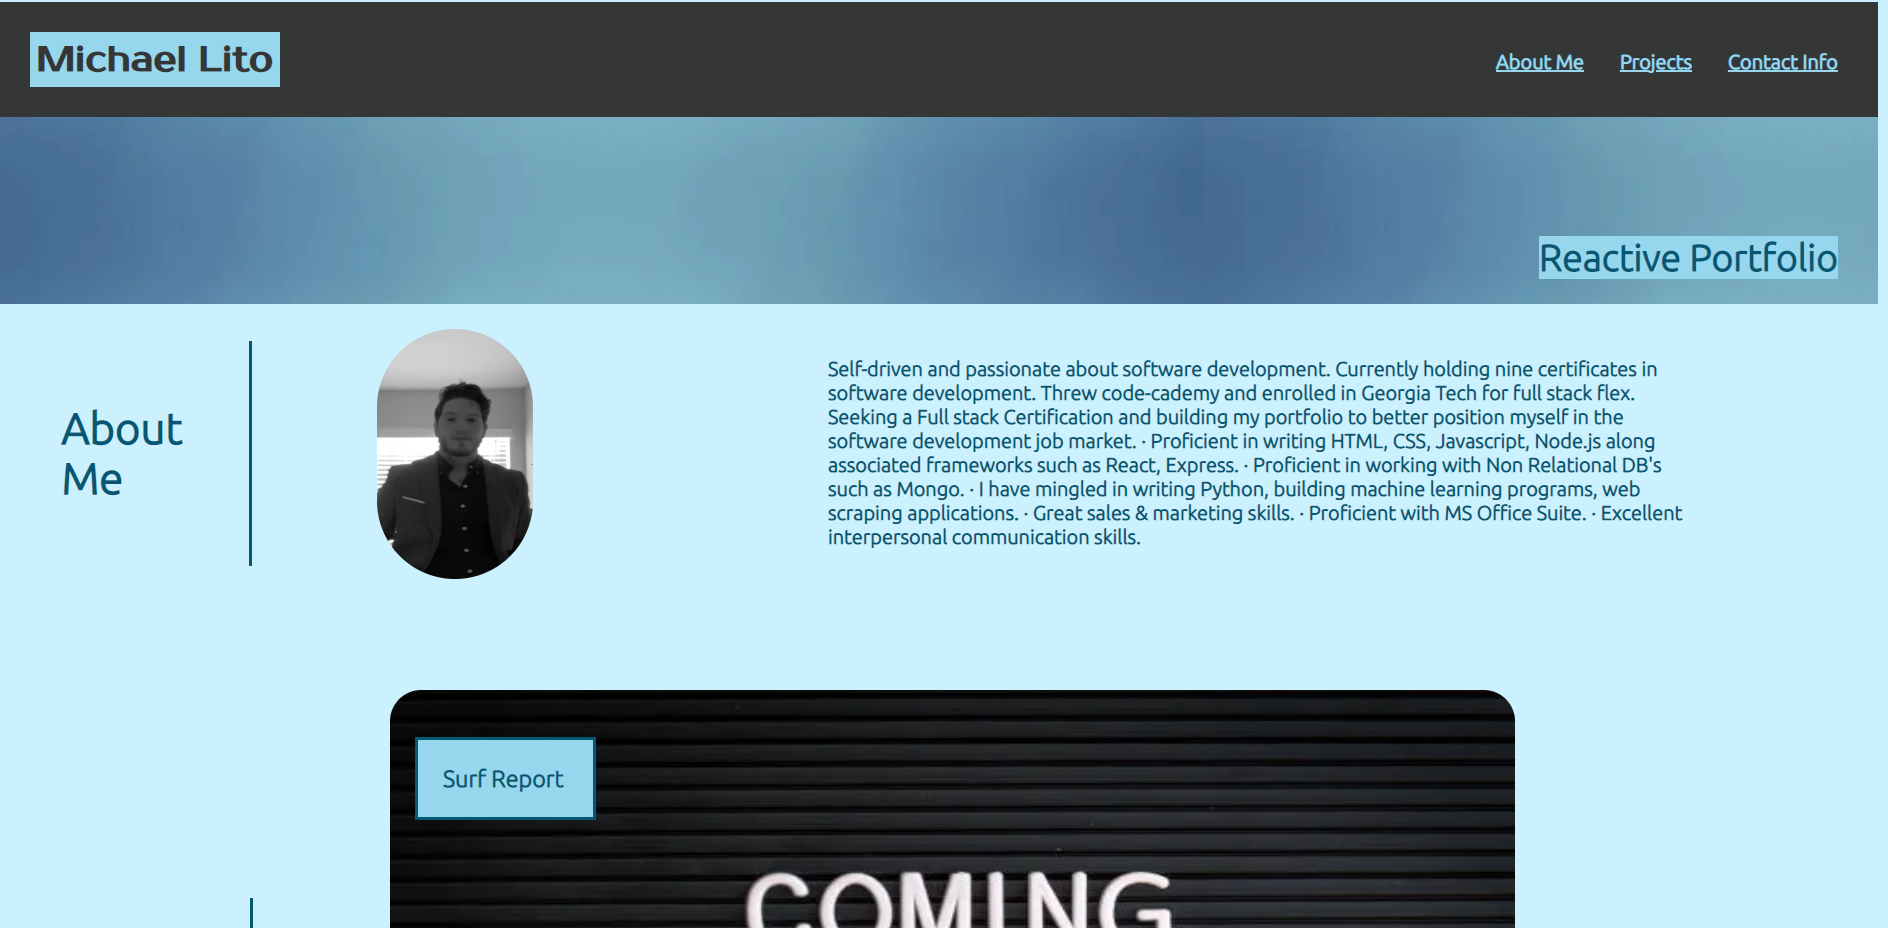 Michael Lito
About Me Projects Contact Info
Reactive Portfolio
About
Me
Self-driven and passionate about software development. Currently holding nine certificates in
software development. Threw code-cademy and enrolled in Georgia Tech for full stack flex.
Seeking a Full stack Certification and building my portfolio to better position myself in the
software development job market. · Proficient in writing HTML, CSS, Javascript, Node.js along
associated frameworks such as React, Express. · Proficient in working with Non Relational DB's
such as Mongo. · I have mingled in writing Python, building machine learning programs, web
scraping applications. · Great sales & marketing skills. · Proficient with MS Office Suite. · Excellent
interpersonal communication skills.
Surf Report
COMING